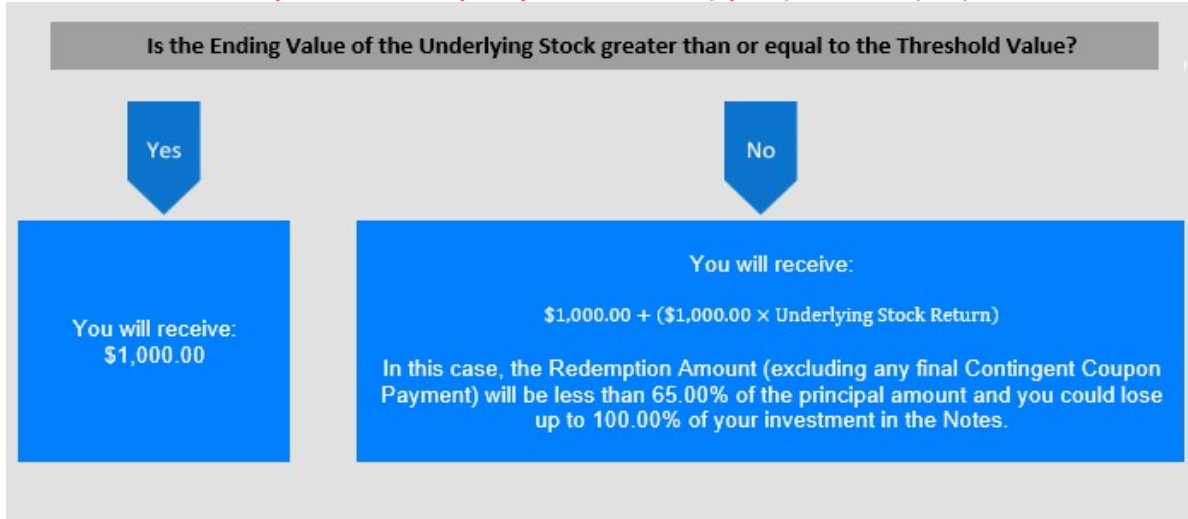 Is the Ending Value of the Underlying Stock greater than or equal to the Threshold Value?
Yes
No
You will receive:
$1,000.00
You will receive:
$1,000.00 + ($1,000.00 × Underlying Stock Return)
In this case, the Redemption Amount (excluding any final Contingent Coupon
Payment) will be less than 65.00% of the principal amount and you could lose
up to 100.00% of your investment in the Notes.